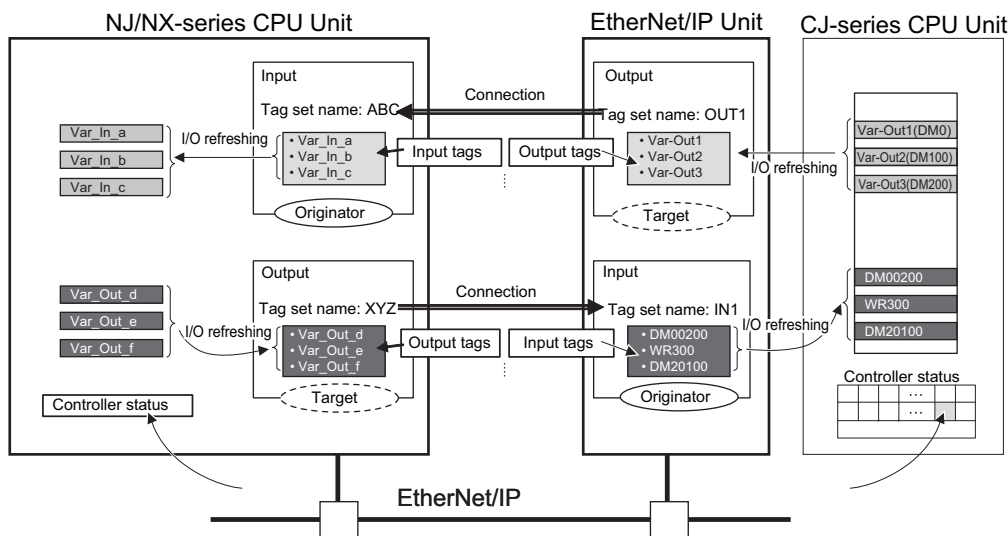 NJ/NX-series CPU Unit
EtherNet/IP Unit
CJ-series CPU Unit
Input
Tag set name: ABC
Var_In_a
Var_In_b
Var_In_c
I/O refreshing
• Var_In_a
• Var_In_b
• Var_In_c
Originator
Connection
Input tags
Output tags
⋮
Output
Tag set name: OUT1
• Var-Out1
• Var-Out2
• Var-Out3
Target
I/O refreshing
Var-Out1(DM0)
Var-Out2(DM100)
Var-Out3(DM200)
Output
Tag set name: XYZ
Var_Out_d
Var_Out_e
Var_Out_f
I/O refreshing
• Var_Out_d
• Var_Out_e
• Var_Out_f
Target
Connection
Output tags
Input tags
⋮
Input
Tag set name: IN1
• DM00200
• WR300
• DM20100
Originator
I/O refreshing
DM00200
WR300
DM20100
Controller status
Controller status
...
...
EtherNet/IP